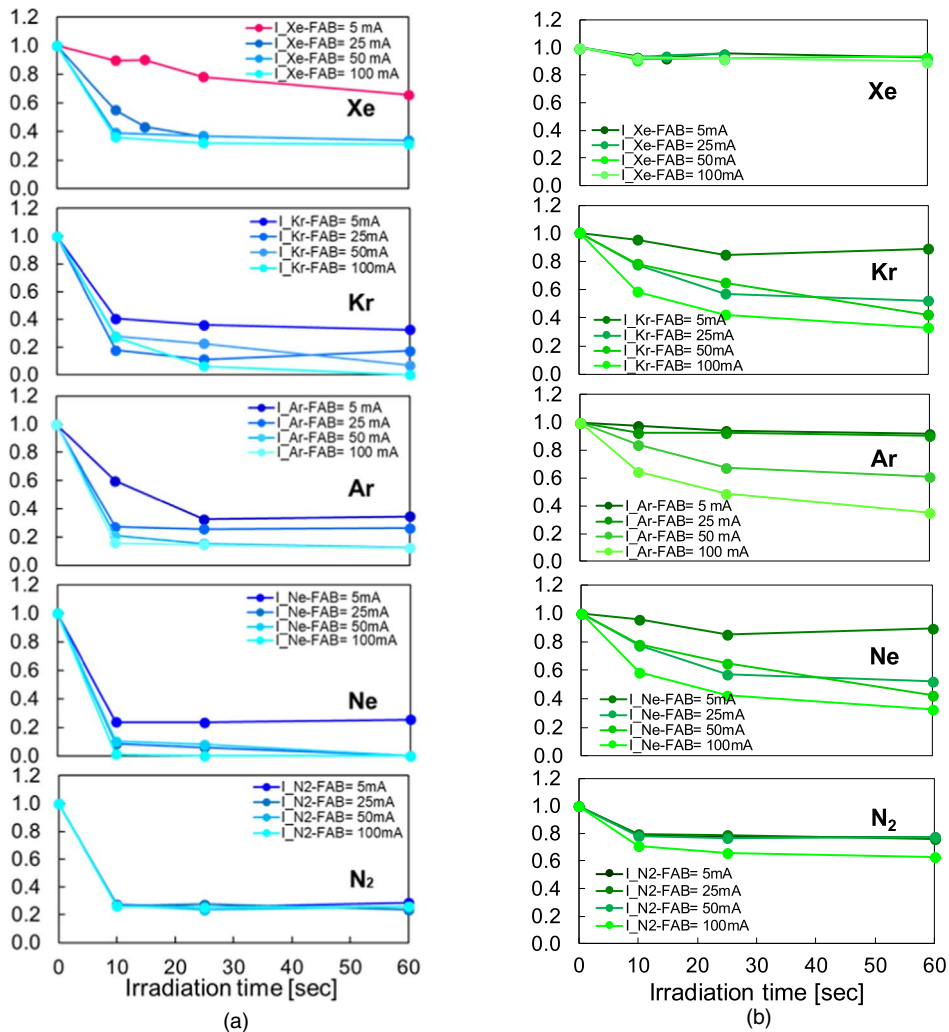 1.2
1.0
0.8
0.6
0.4
0.2
0.0
I_Xe-FAB= 5 mA
I_Xe-FAB= 25 mA
I_Xe-FAB= 50 mA
I_Xe-FAB= 100 mA
Xe
1.2
1.0
0.8
0.6
0.4
0.2
0.0
I_Kr-FAB= 5mA
I_Kr-FAB= 25mA
I_Kr-FAB= 50mA
I_Kr-FAB= 100mA
Kr
1.2
1.0
0.8
0.6
0.4
0.2
0.0
I_Ar-FAB= 5 mA
I_Ar-FAB= 25 mA
I_Ar-FAB= 50 mA
I_Ar-FAB= 100 mA
Ar
1.2
1.0
0.8
0.6
0.4
0.2
0.0
I_Ne-FAB= 5mA
I_Ne-FAB= 25mA
I_Ne-FAB= 50mA
I_Ne-FAB= 100mA
Ne
1.2
1.0
0.8
0.6
0.4
0.2
0.0
I_N2-FAB= 5mA
I_N2-FAB= 25mA
I_N2-FAB= 50mA
I_N2-FAB= 100mA
N₂
0 10 20 30 40 50 60
Irradiation time [sec]
(a)
1.2
1.0
0.8
0.6
0.4
0.2
0.0
Xe
I_Xe-FAB= 5mA
I_Xe-FAB= 25mA
I_Xe-FAB= 50mA
I_Xe-FAB= 100mA
1.2
1.0
0.8
0.6
0.4
0.2
0.0
Kr
I_Kr-FAB= 5mA
I_Kr-FAB= 25mA
I_Kr-FAB= 50mA
I_Kr-FAB= 100mA
1.2
1.0
0.8
0.6
0.4
0.2
0.0
Ar
I_Ar-FAB= 5 mA
I_Ar-FAB= 25 mA
I_Ar-FAB= 50 mA
I_Ar-FAB= 100 mA
1.2
1.0
0.8
0.6
0.4
0.2
0.0
Ne
I_Ne-FAB= 5mA
I_Ne-FAB= 25mA
I_Ne-FAB= 50mA
I_Ne-FAB= 100mA
1.2
1.0
0.8
0.6
0.4
0.2
0.0
N₂
I_N2-FAB= 5mA
I_N2-FAB= 25mA
I_N2-FAB= 50mA
I_N2-FAB= 100mA
0 10 20 30 40 50 60
Irradiation time [sec]
(b)